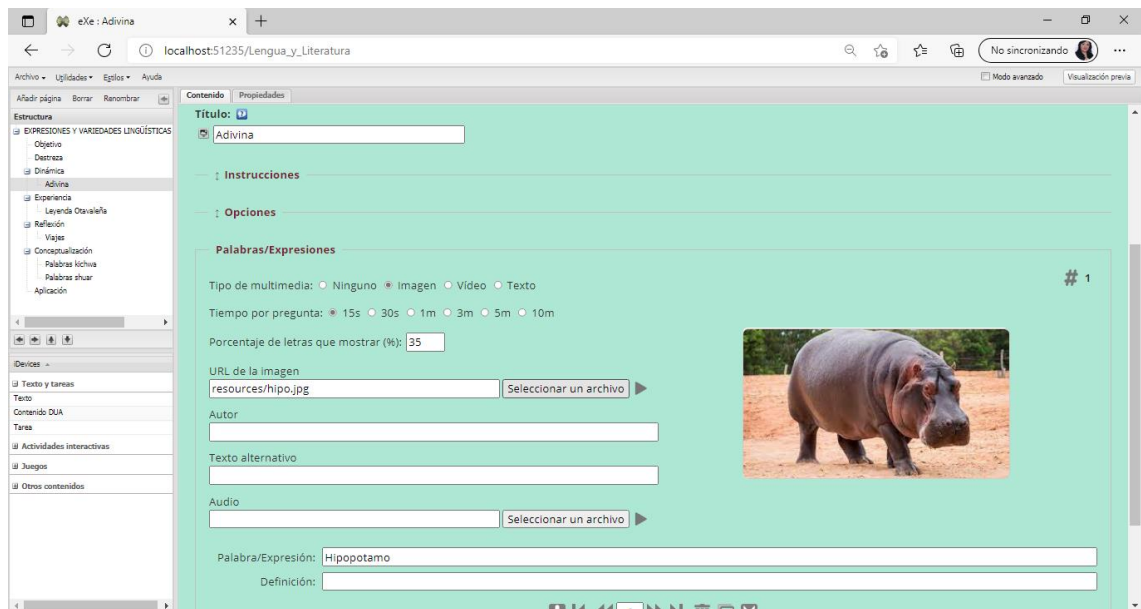 eXe : Adivina
localhost:51235/Lengua_y_Literatura
No sincronizando
Archivo Utilidades Estilos Ayuda
Modo avanzado Visualización previa
Añadir página Borrar Renombrar
Contenido Propiedades
Estructura
EXPRESIONES Y VARIEDADES LINGÜÍSTICAS
Objetivo
Destreza
Dinámica
Adivina
Experiencia
Leyenda Otavaleña
Reflexión
Viajes
Conceptualización
Palabras kichwa
Palabras shuar
Aplicación
iDevices
Texto y tareas
Texto
Contenido DUA
Tarea
Actividades interactivas
Juegos
Otros contenidos
Título: ?
Adivina
Instrucciones
Opciones
Palabras/Expresiones
# 1
Tipo de multimedia: Ninguno Imagen Vídeo Texto
Tiempo por pregunta: 15s 30s 1m 3m 5m 10m
Porcentaje de letras que mostrar (%): 35
URL de la imagen
resources/hipo.jpg Seleccionar un archivo
Autor
Texto alternativo
Audio
Seleccionar un archivo
Palabra/Expresión: Hipopotamo
Definición: